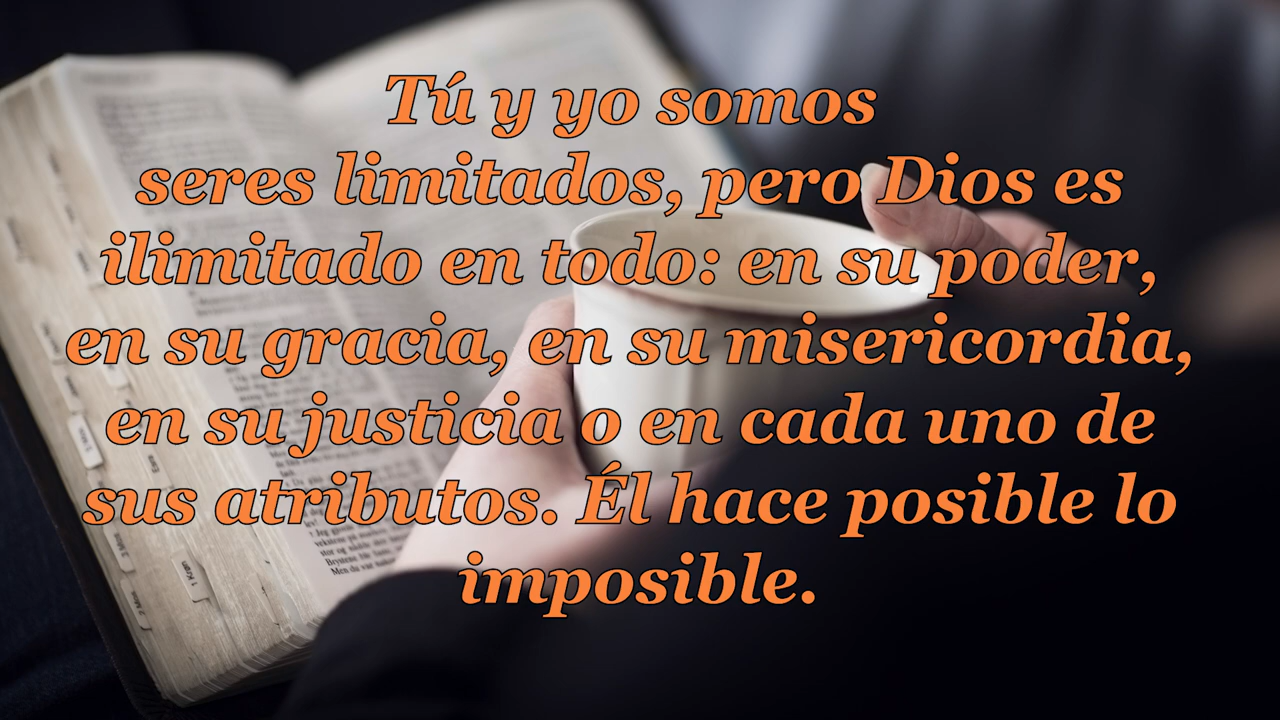 Tú y yo somos
seres limitados, pero Dios es
ilimitado en todo: en su poder,
en su gracia, en su misericordia,
en su justicia o en cada uno de
sus atributos. Él hace posible lo
imposible.